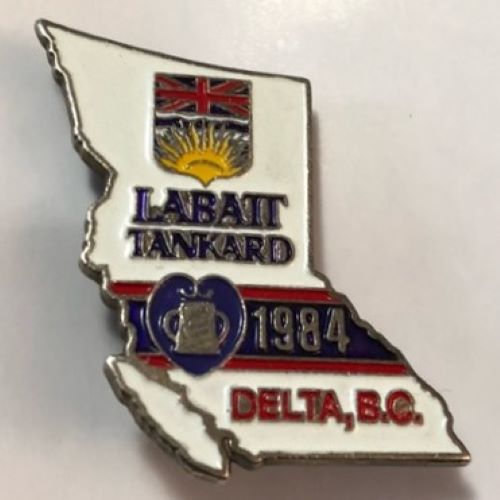 LABATT
TANKARD
1984
DELTA, B.C.